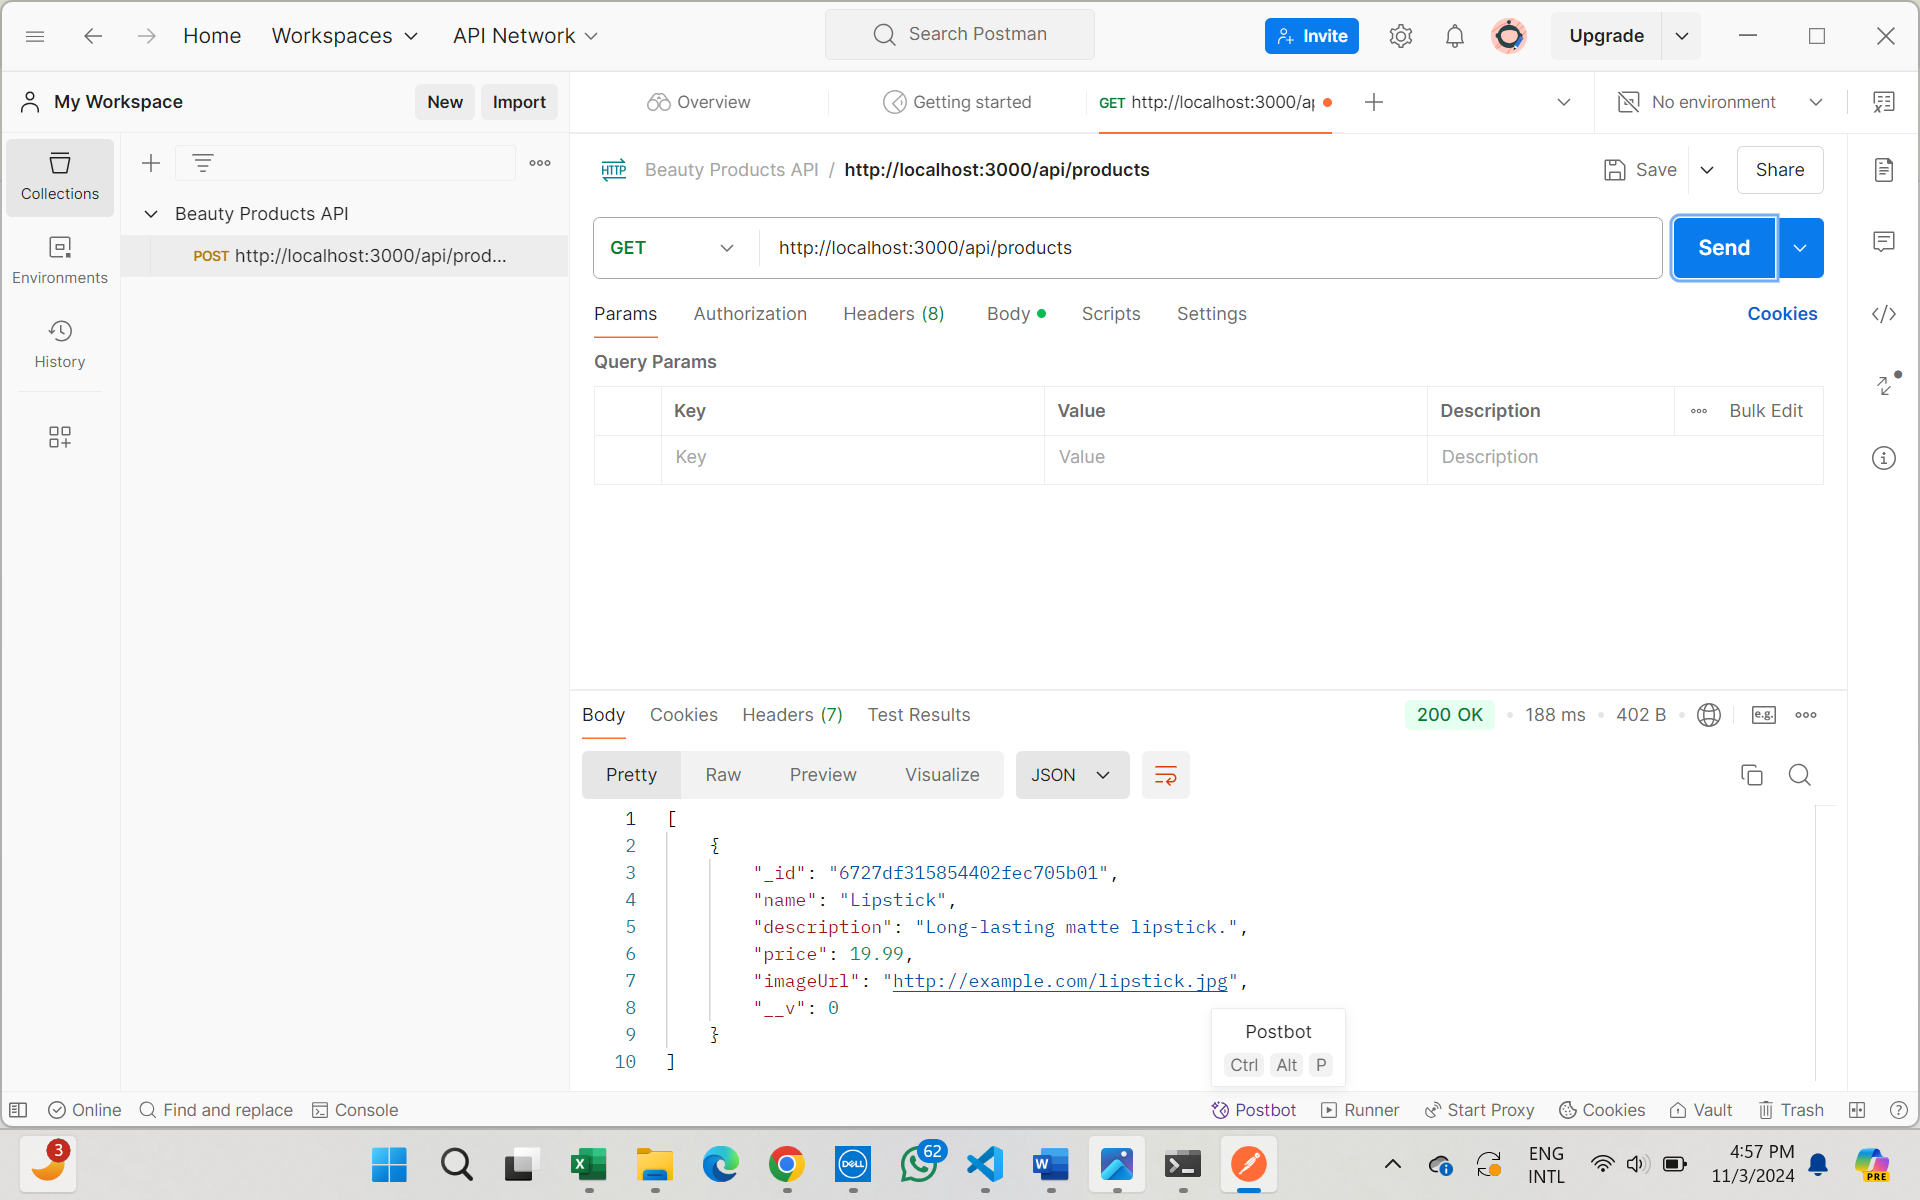 Home Workspaces API Network Search Postman Invite Upgrade
My Workspace New Import Overview Getting started GET http://localhost:3000/ap No environment
Collections
Environments
History
Beauty Products API
POST http://localhost:3000/api/prod...
HTTP Beauty Products API / http://localhost:3000/api/products Save Share
GET http://localhost:3000/api/products Send
Params Authorization Headers (8) Body Scripts Settings Cookies
Query Params
Key Value Description Bulk Edit
Key Value Description
Body Cookies Headers (7) Test Results 200 OK 188 ms 402 B e.g.
Pretty Raw Preview Visualize JSON
1 [
2 {
3 "_id": "6727df315854402fec705b01",
4 "name": "Lipstick",
5 "description": "Long-lasting matte lipstick.",
6 "price": 19.99,
7 "imageUrl": "http://example.com/lipstick.jpg",
8 "__v": 0
9 }
10 ]
Postbot
Ctrl Alt P
Online Find and replace Console Postbot Runner Start Proxy Cookies Vault Trash
3 DELL 62 ENG 4:57 PM
INTL 11/3/2024 PRE